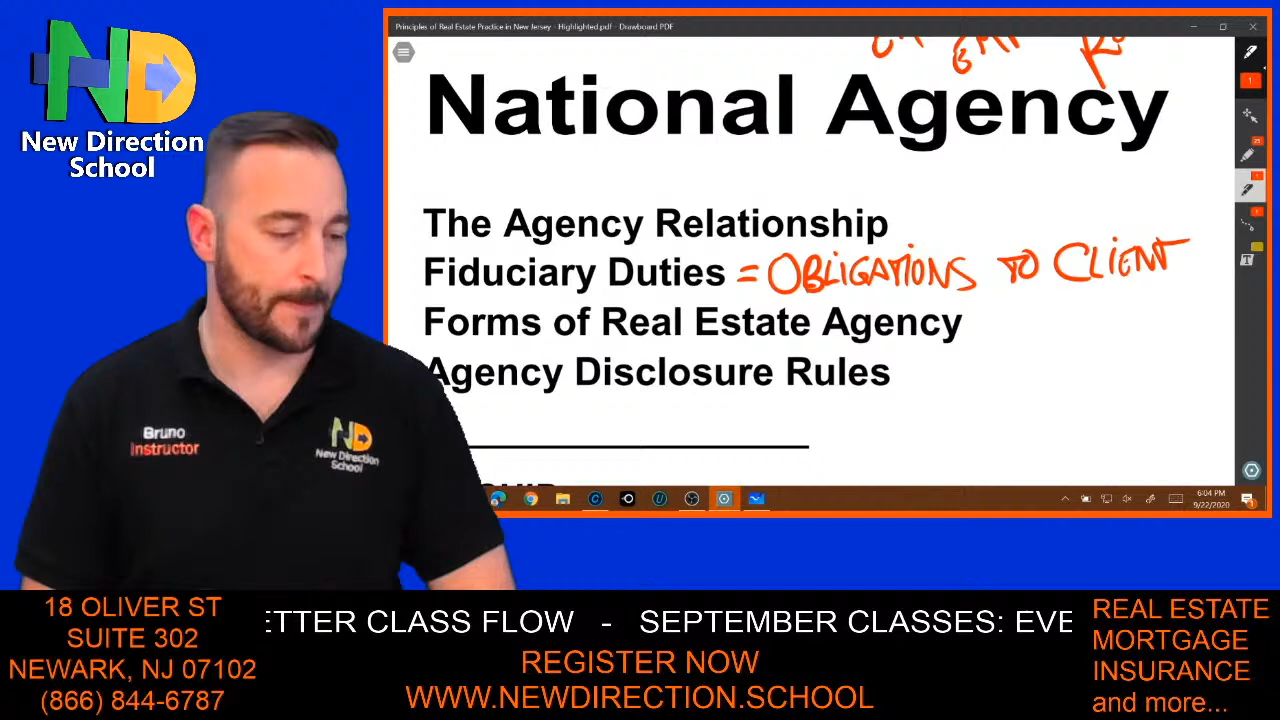 ND
New Direction
School
Principles of Real Estate Practice in New Jersey - Highlighted.pdf - Drawboard PDF
National Agency
The Agency Relationship
Fiduciary Duties = OBLIGATIONS TO CLIENT
Forms of Real Estate Agency
Agency Disclosure Rules
Bruno
Instructor
ND
New Direction
School
6:04 PM
9/22/2020
18 OLIVER ST
SUITE 302
NEWARK, NJ 07102
(866) 844-6787
ETTER CLASS FLOW - SEPTEMBER CLASSES: EVE
REGISTER NOW
WWW.NEWDIRECTION.SCHOOL
REAL ESTATE
MORTGAGE
INSURANCE
and more...